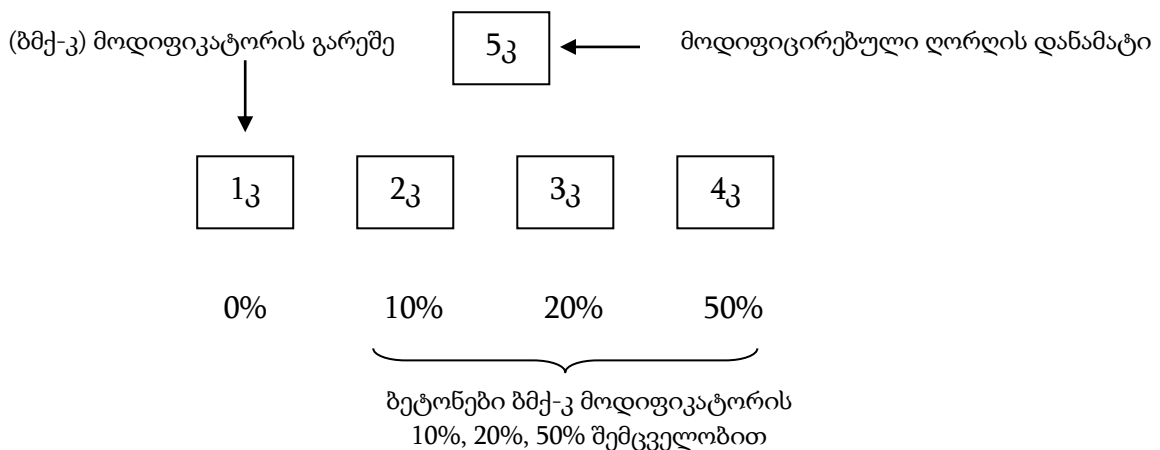 (ბმქ-კ) მოდიფიკატორის გარეშე
5კ
მოდიფიცირებული ღორღის დანამატი
1კ
2კ
3კ
4კ
0%
10%
20%
50%
ბეტონები ბმქ-კ მოდიფიკატორის
10%, 20%, 50% შემცველობით